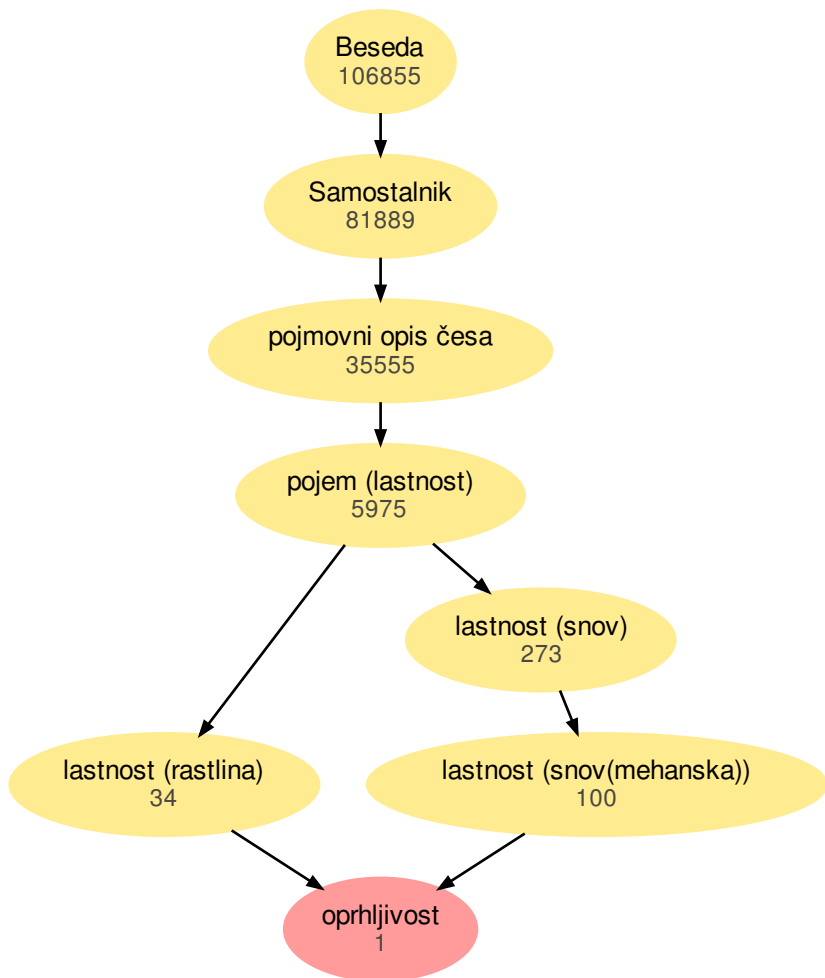 Beseda
106855
Samostalnik
81889
pojmovni opis česa
35555
pojem (lastnost)
5975
lastnost (snov)
273
lastnost (rastlina)
34
lastnost (snov(mehanska))
100
oprhljivost
1